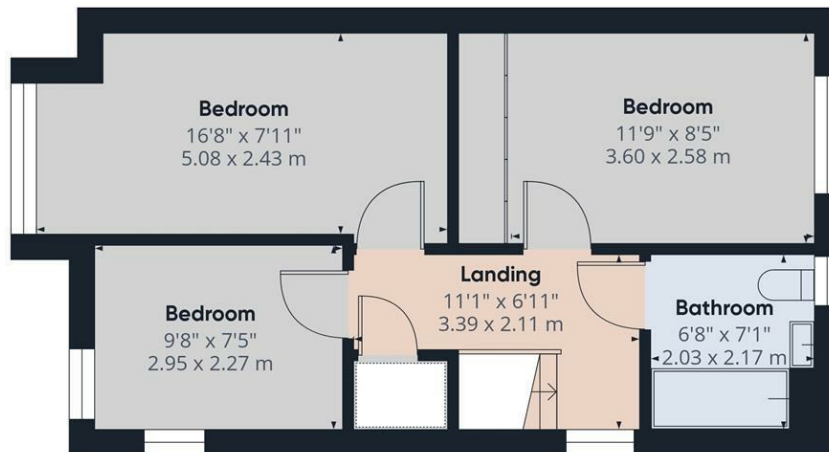 Bedroom
16'8" x 7'11"
5.08 x 2.43 m
Bedroom
11'9" x 8'5"
3.60 x 2.58 m
Bedroom
9'8" x 7'5"
2.95 x 2.27 m
Landing
11'1" x 6'11"
3.39 x 2.11 m
Bathroom
6'8" x 7'1"
2.03 x 2.17 m